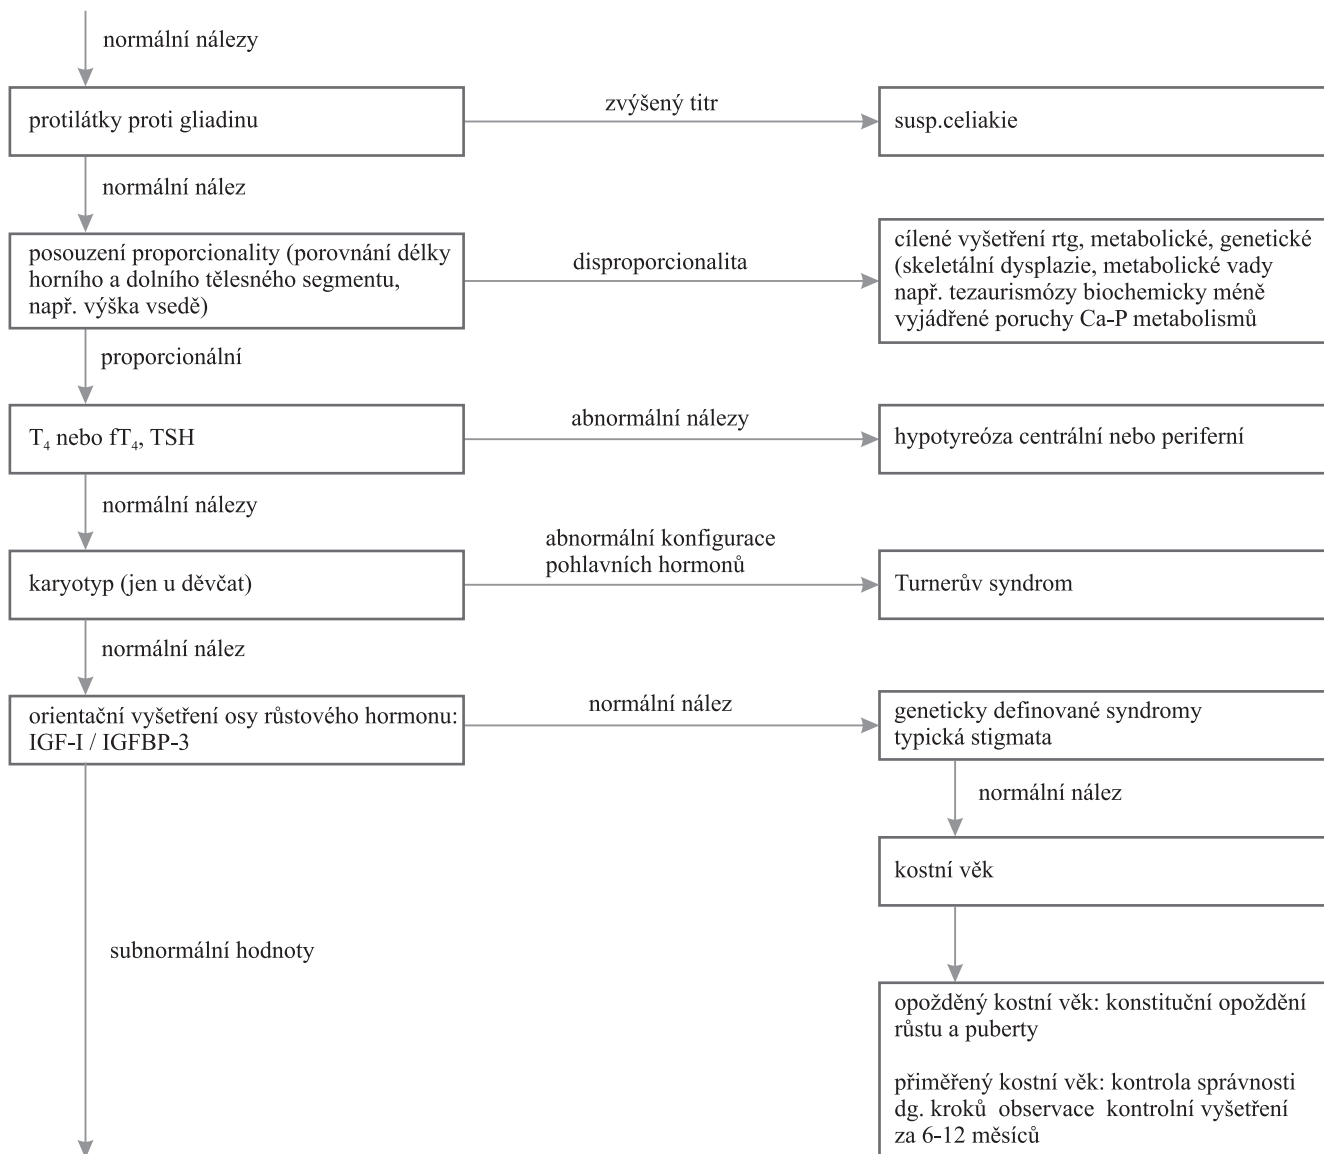 normální nálezy
protilátky proti gliadinu
zvýšený titr
susp.celiakie
normální nález
posouzení proporcionality (porovnání délky
horního a dolního tělesného segmentu,
např. výška vsedě)
disproporcionalita
cílené vyšetření rtg, metabolické, genetické
(skeletální dysplazie, metabolické vady
např. tezaurismózy biochemicky méně
vyjádřené poruchy Ca-P metabolismů
proporcionální
T₄ nebo fT₄, TSH
abnormální nálezy
hypotyreóza centrální nebo periferní
normální nálezy
karyotyp (jen u děvčat)
abnormální konfigurace
pohlavních hormonů
Turnerův syndrom
normální nález
orientační vyšetření osy růstového hormonu:
IGF-I / IGFBP-3
normální nález
geneticky definované syndromy
typická stigmata
normální nález
kostní věk
subnormální hodnoty
opožděný kostní věk: konstituční opoždění
růstu a puberty
přiměřený kostní věk: kontrola správnosti
dg. kroků observace kontrolní vyšetření
za 6-12 měsíců